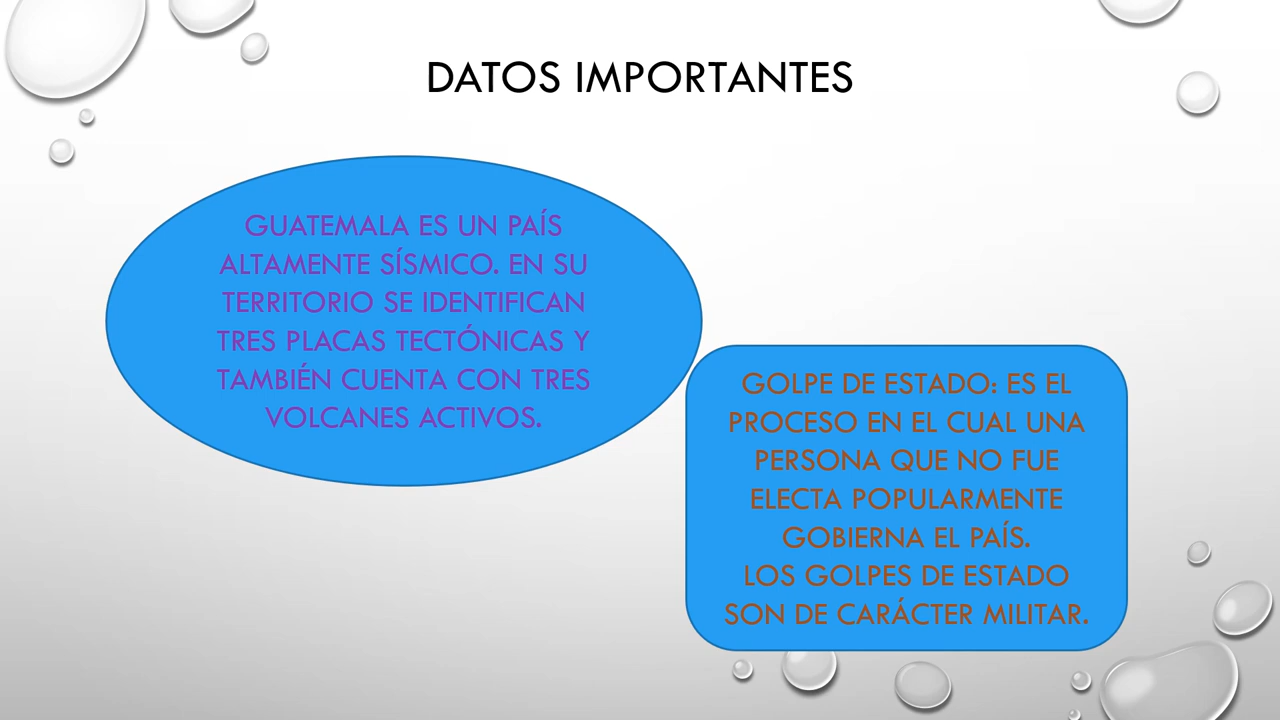 DATOS IMPORTANTES
GUATEMALA ES UN PAÍS
ALTAMENTE SÍSMICO. EN SU
TERRITORIO SE IDENTIFICAN
TRES PLACAS TECTÓNICAS Y
TAMBIÉN CUENTA CON TRES
VOLCANES ACTIVOS.
GOLPE DE ESTADO: ES EL
PROCESO EN EL CUAL UNA
PERSONA QUE NO FUE
ELECTA POPULARMENTE
GOBIERNA EL PAÍS.
LOS GOLPES DE ESTADO
SON DE CARÁCTER MILITAR.